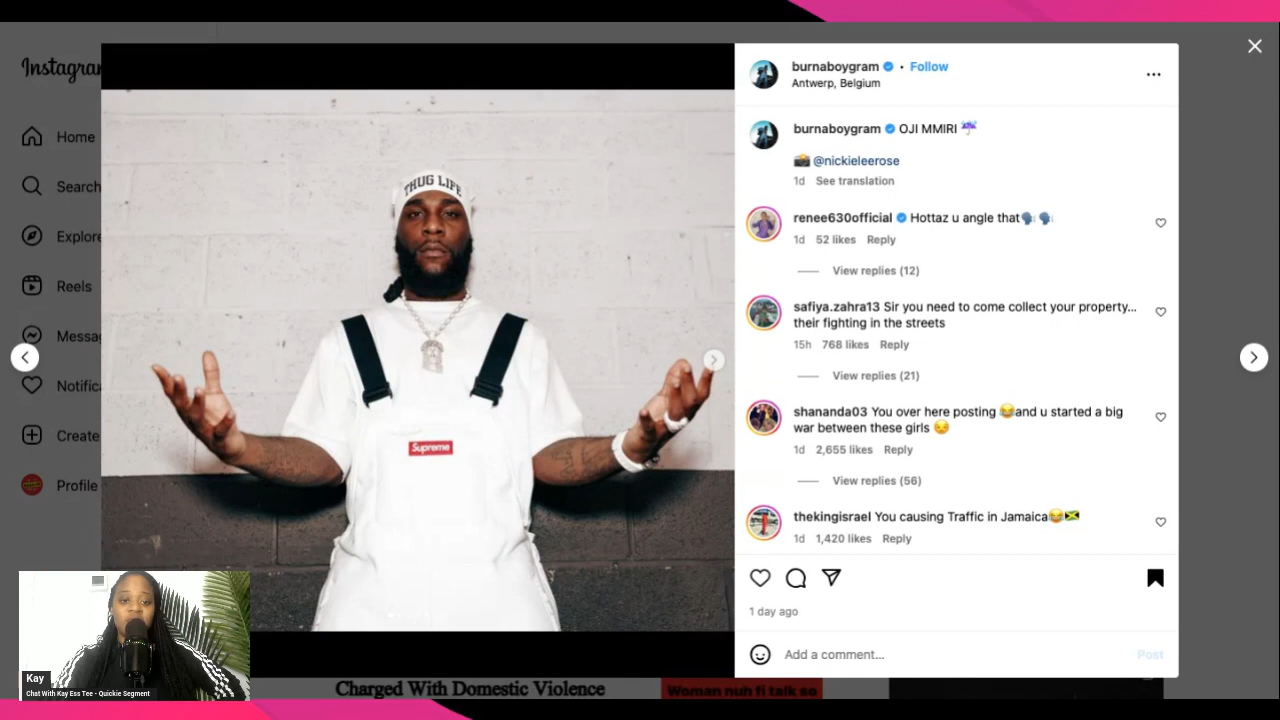 Instagram
Home
Search
Explore
Reels
Messa
Notifica
Create
Profile
THUG LIFE
Supreme
burnaboygram • Follow
Antwerp, Belgium
burnaboygram OJI MMIRI ☔
📸 @nickieleerose
1d See translation
renee630official Hottaz u angle that🗣️🗣️
1d 52 likes Reply
View replies (12)
safiya.zahra13 Sir you need to come collect your property...
their fighting in the streets
15h 768 likes Reply
View replies (21)
shananda03 You over here posting 😂and u started a big
war between these girls 😒
1d 2,655 likes Reply
View replies (56)
thekingisrael You causing Traffic in Jamaica😂🇯🇲
1d 1,420 likes Reply
1 day ago
Add a comment...
Post
Kay
Chat With Kay Ess Tee - Quickie Segment
Charged With Domestic Violence
Woman nuh fi talk so